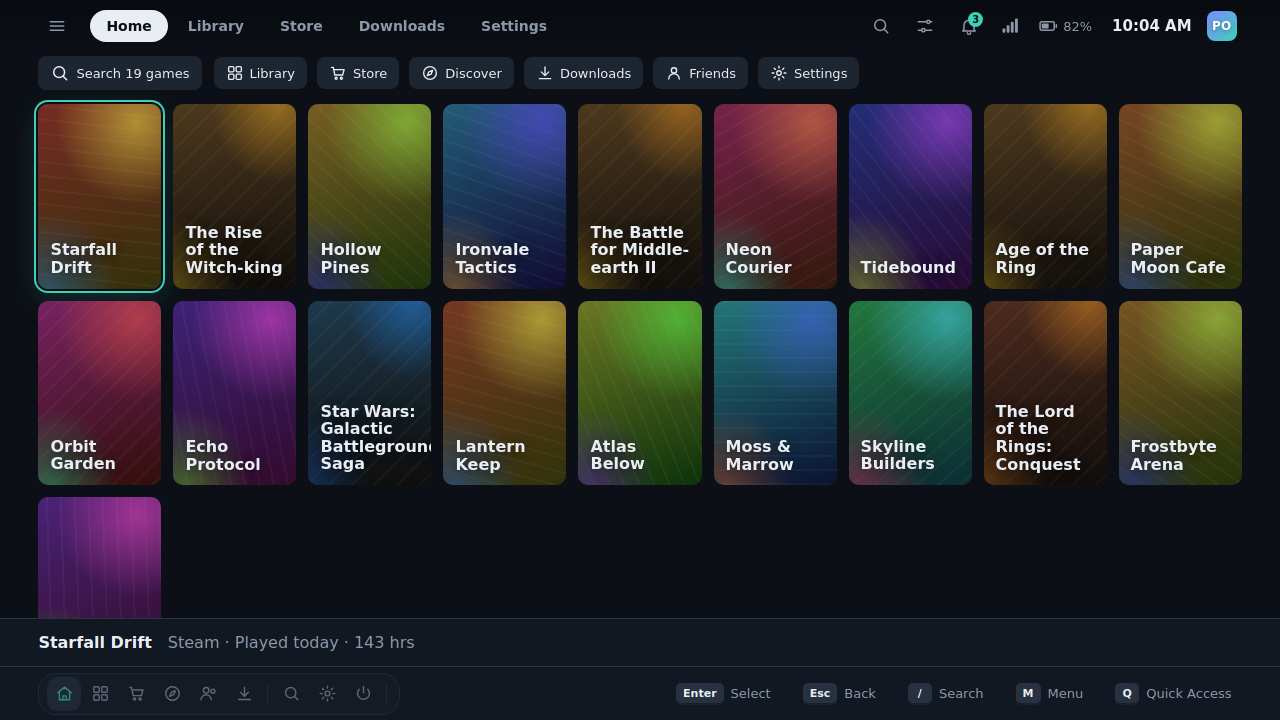 Home
Library
Store
Downloads
Settings
3
82%
10:04 AM
PO
Search 19 games
Library
Store
Discover
Downloads
Friends
Settings
Starfall
Drift
The Rise
of the
Witch-king
Hollow
Pines
Ironvale
Tactics
The Battle
for Middle-
earth II
Neon
Courier
Tidebound
Age of the
Ring
Paper
Moon Cafe
Orbit
Garden
Echo
Protocol
Star Wars:
Galactic
Battleground
Saga
Lantern
Keep
Atlas
Below
Moss &
Marrow
Skyline
Builders
The Lord
of the
Rings:
Conquest
Frostbyte
Arena
Starfall Drift
Steam · Played today · 143 hrs
Enter Select
Esc Back
/ Search
M Menu
Q Quick Access